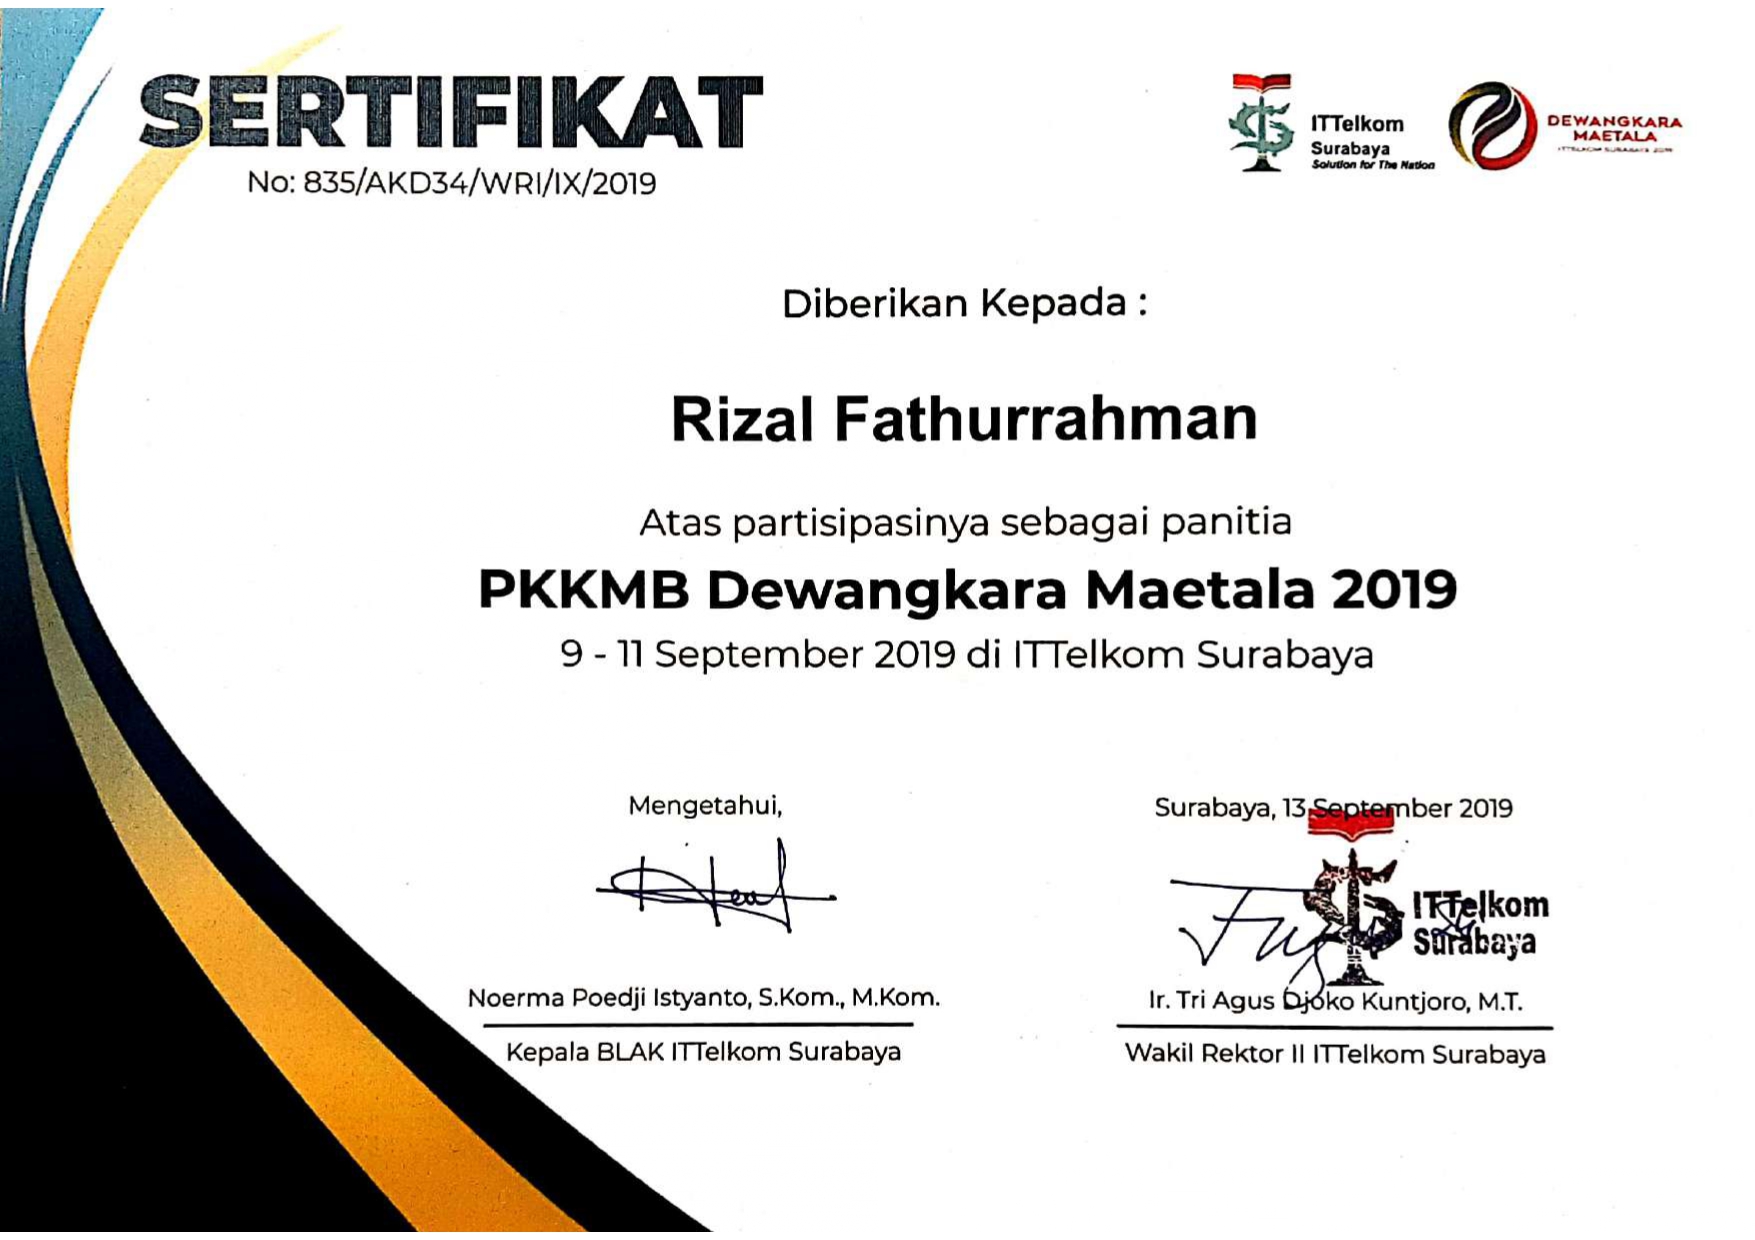 SERTIFIKAT
No: 835/AKD34/WRI/IX/2019
ITTelkom
Surabaya
Solution for The Nation
DEWANGKARA
MAETALA
ITTELKOM SURABAYA 2019
Diberikan Kepada :
Rizal Fathurrahman
Atas partisipasinya sebagai panitia
PKKMB Dewangkara Maetala 2019
9 - 11 September 2019 di ITTelkom Surabaya
Mengetahui,
Noerma Poedji Istyanto, S.Kom., M.Kom.
Kepala BLAK ITTelkom Surabaya
Surabaya, 13 September 2019
ITTelkom
Surabaya
Ir. Tri Agus Djoko Kuntjoro, M.T.
Wakil Rektor II ITTelkom Surabaya